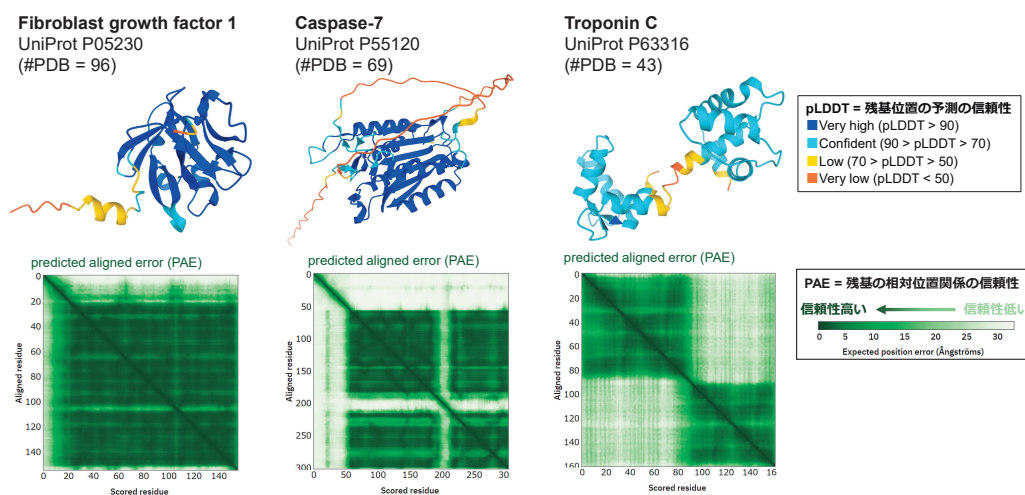 Fibroblast growth factor 1
UniProt P05230
(#PDB = 96)
Caspase-7
UniProt P55120
(#PDB = 69)
Troponin C
UniProt P63316
(#PDB = 43)
pLDDT = 残基位置の予測の信頼性
Very high (pLDDT > 90)
Confident (90 > pLDDT > 70)
Low (70 > pLDDT > 50)
Very low (pLDDT < 50)
predicted aligned error (PAE)
0
20
40
60
80
100
120
140
Aligned residue
0 20 40 60 80 100 120 140
Scored residue
predicted aligned error (PAE)
0
50
100
150
200
250
300
Aligned residue
0 50 100 150 200 250 30
Scored residue
predicted aligned error (PAE)
0
20
40
60
80
100
120
140
160
Aligned residue
0 20 40 60 80 100 120 140 16
Scored residue
PAE = 残基の相対位置関係の信頼性
信頼性高い 信頼性低い
0 5 10 15 20 25 30
Expected position error (Ångströms)